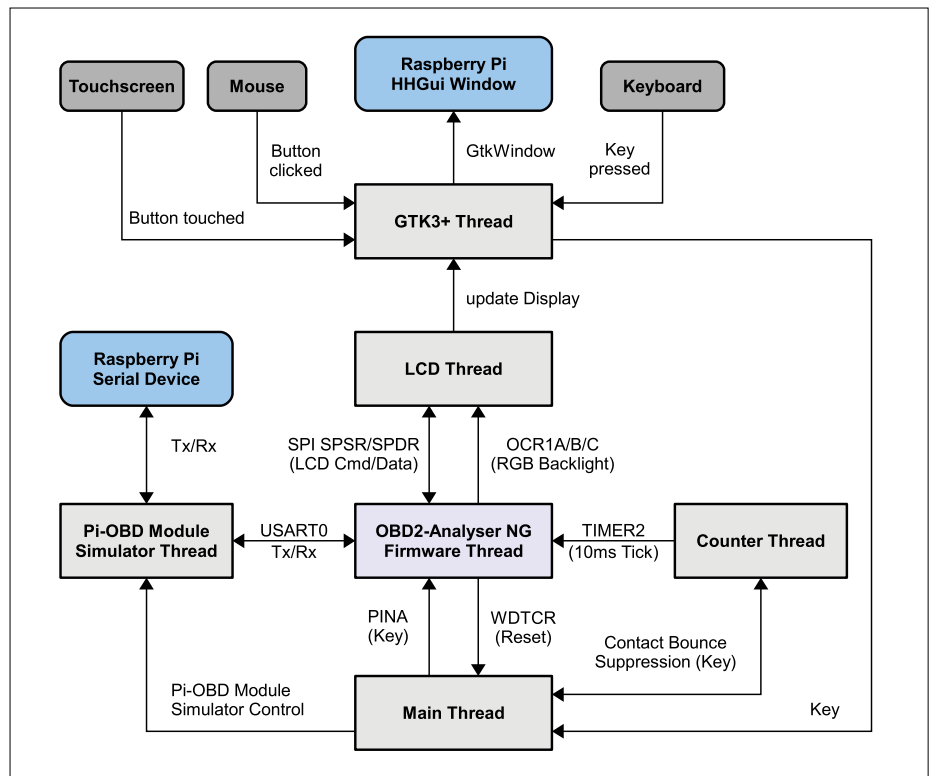 Touchscreen
Mouse
Raspberry Pi
HHGui Window
Keyboard
Button
clicked
GtkWindow
Key
pressed
Button touched
GTK3+ Thread
update Display
Raspberry Pi
Serial Device
LCD Thread
Tx/Rx
SPI SPSR/SPDR
(LCD Cmd/Data)
OCR1A/B/C
(RGB Backlight)
Pi-OBD Module
Simulator Thread
USART0
Tx/Rx
OBD2-Analyser NG
Firmware Thread
TIMER2
(10ms Tick)
Counter Thread
PINA
(Key)
WDTCR
(Reset)
Contact Bounce
Suppression (Key)
Pi-OBD Module
Simulator Control
Main Thread
Key